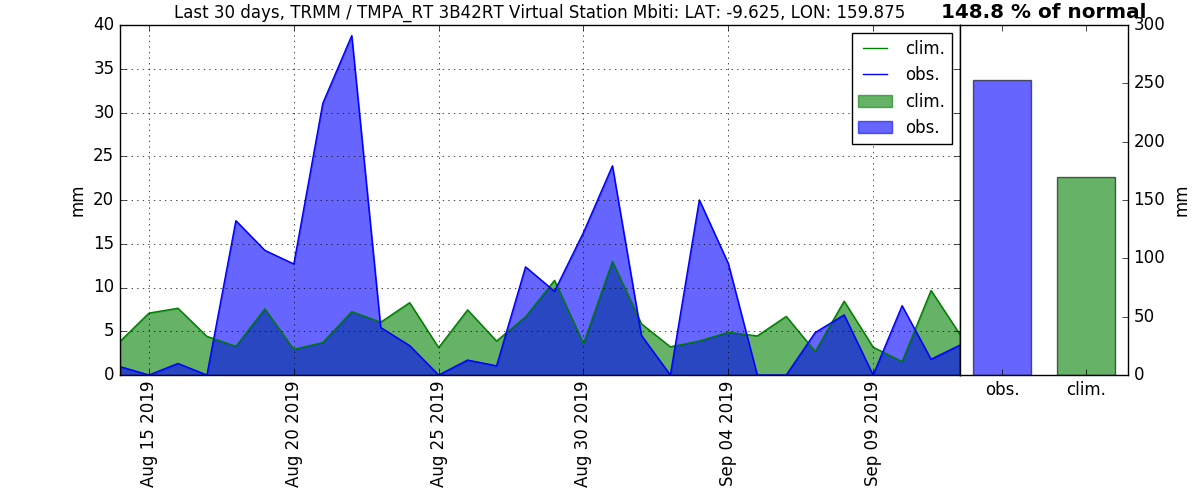 Last 30 days, TRMM / TMPA_RT 3B42RT Virtual Station Mbiti: LAT: -9.625, LON: 159.875
148.8 % of normal
40
35
30
25
20
15
10
5
0
mm
clim.
obs.
clim.
obs.
Aug 15 2019
Aug 20 2019
Aug 25 2019
Aug 30 2019
Sep 04 2019
Sep 09 2019
300
250
200
150
100
50
0
mm
obs.
clim.